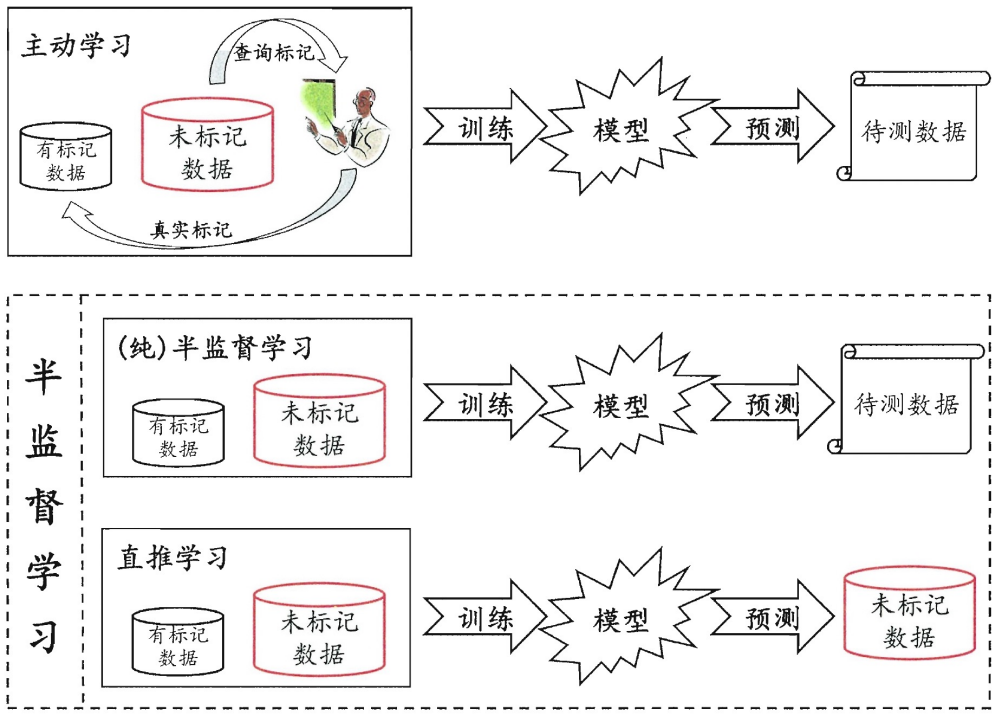 主动学习
查询标记
有标记
数据
未标记
数据
真实标记
训练
模型
预测
待测数据
半监督学习
(纯)半监督学习
有标记
数据
未标记
数据
训练
模型
预测
待测数据
直推学习
有标记
数据
未标记
数据
训练
模型
预测
未标记
数据